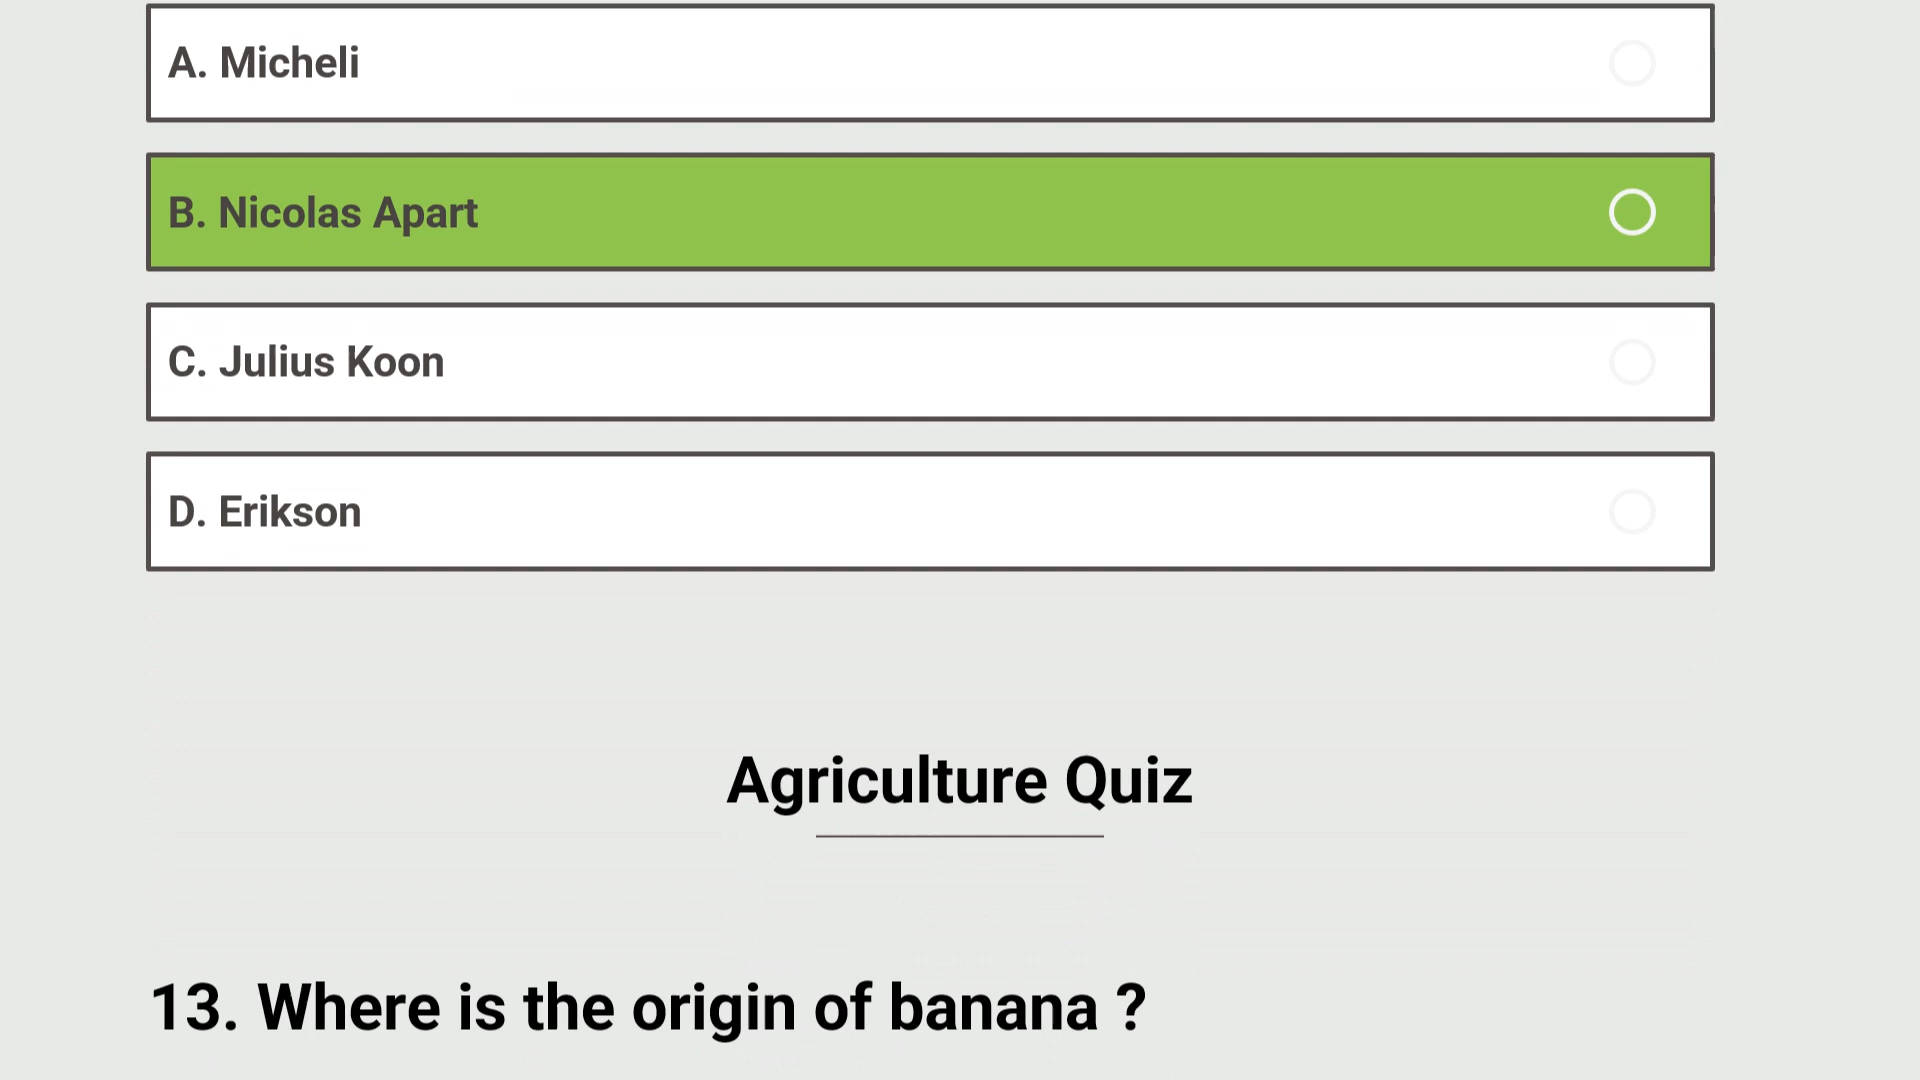 A. Micheli
B. Nicolas Apart
C. Julius Koon
D. Erikson
Agriculture Quiz
13. Where is the origin of banana ?